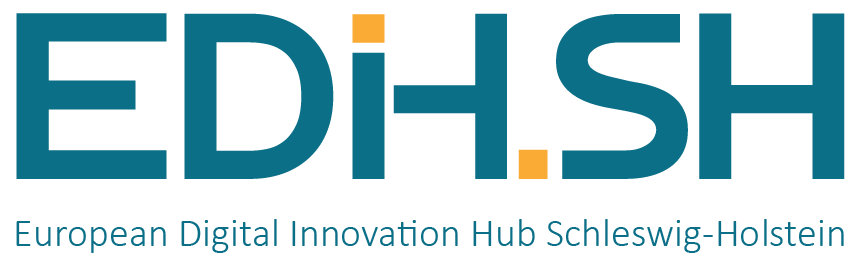 EDiH.SH
European Digital Innovation Hub Schleswig-Holstein